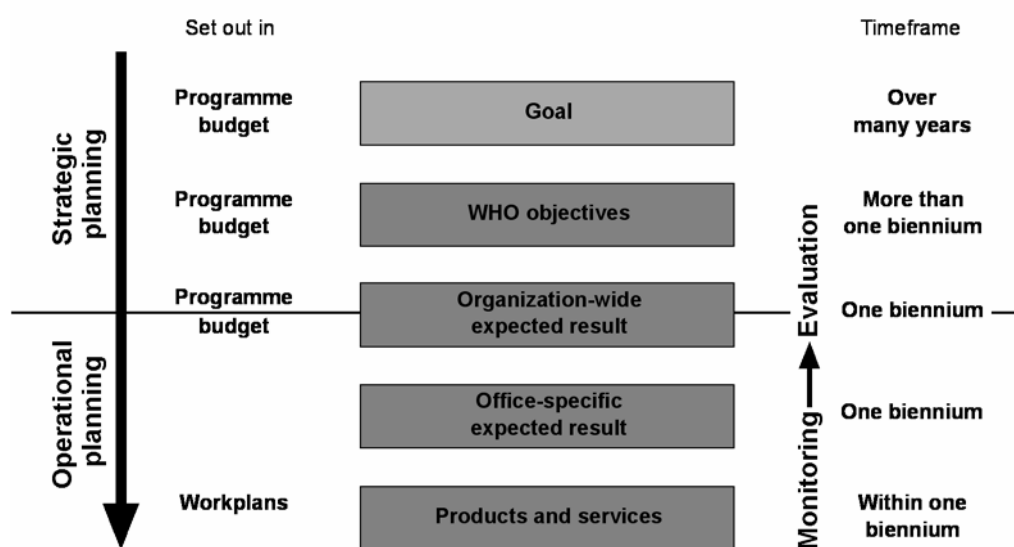 Set out in
Timeframe
Strategic
planning
Programme
budget
Goal
Over
many years
Programme
budget
WHO objectives
More than
one biennium
Programme
budget
Organization-wide
expected result
Evaluation
One biennium
Operational
planning
Office-specific
expected result
One biennium
Monitoring
Workplans
Products and services
Within one
biennium